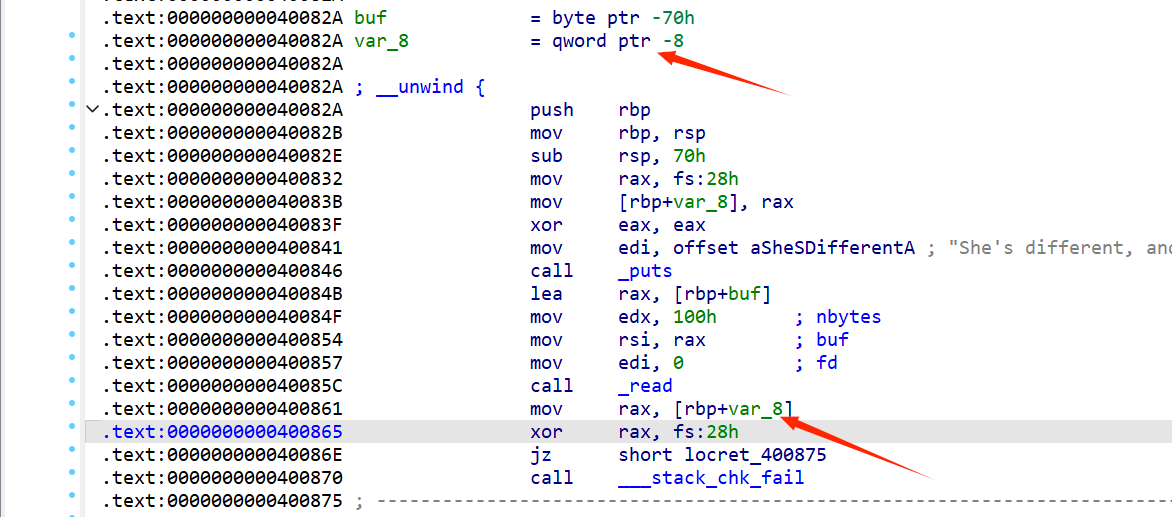 .text:000000000040082A buf = byte ptr -70h
.text:000000000040082A var_8 = qword ptr -8
.text:000000000040082A
.text:000000000040082A ; __unwind {
.text:000000000040082A push rbp
.text:000000000040082B mov rbp, rsp
.text:000000000040082E sub rsp, 70h
.text:0000000000400832 mov rax, fs:28h
.text:000000000040083B mov [rbp+var_8], rax
.text:000000000040083F xor eax, eax
.text:0000000000400841 mov edi, offset aSheSDifferentA ; "She's different, and
.text:0000000000400846 call _puts
.text:000000000040084B lea rax, [rbp+buf]
.text:000000000040084F mov edx, 100h ; nbytes
.text:0000000000400854 mov rsi, rax ; buf
.text:0000000000400857 mov edi, 0 ; fd
.text:000000000040085C call _read
.text:0000000000400861 mov rax, [rbp+var_8]
.text:0000000000400865 xor rax, fs:28h
.text:000000000040086E jz short locret_400875
.text:0000000000400870 call ___stack_chk_fail
.text:0000000000400875 ; ---------------------------------------------------------------------------